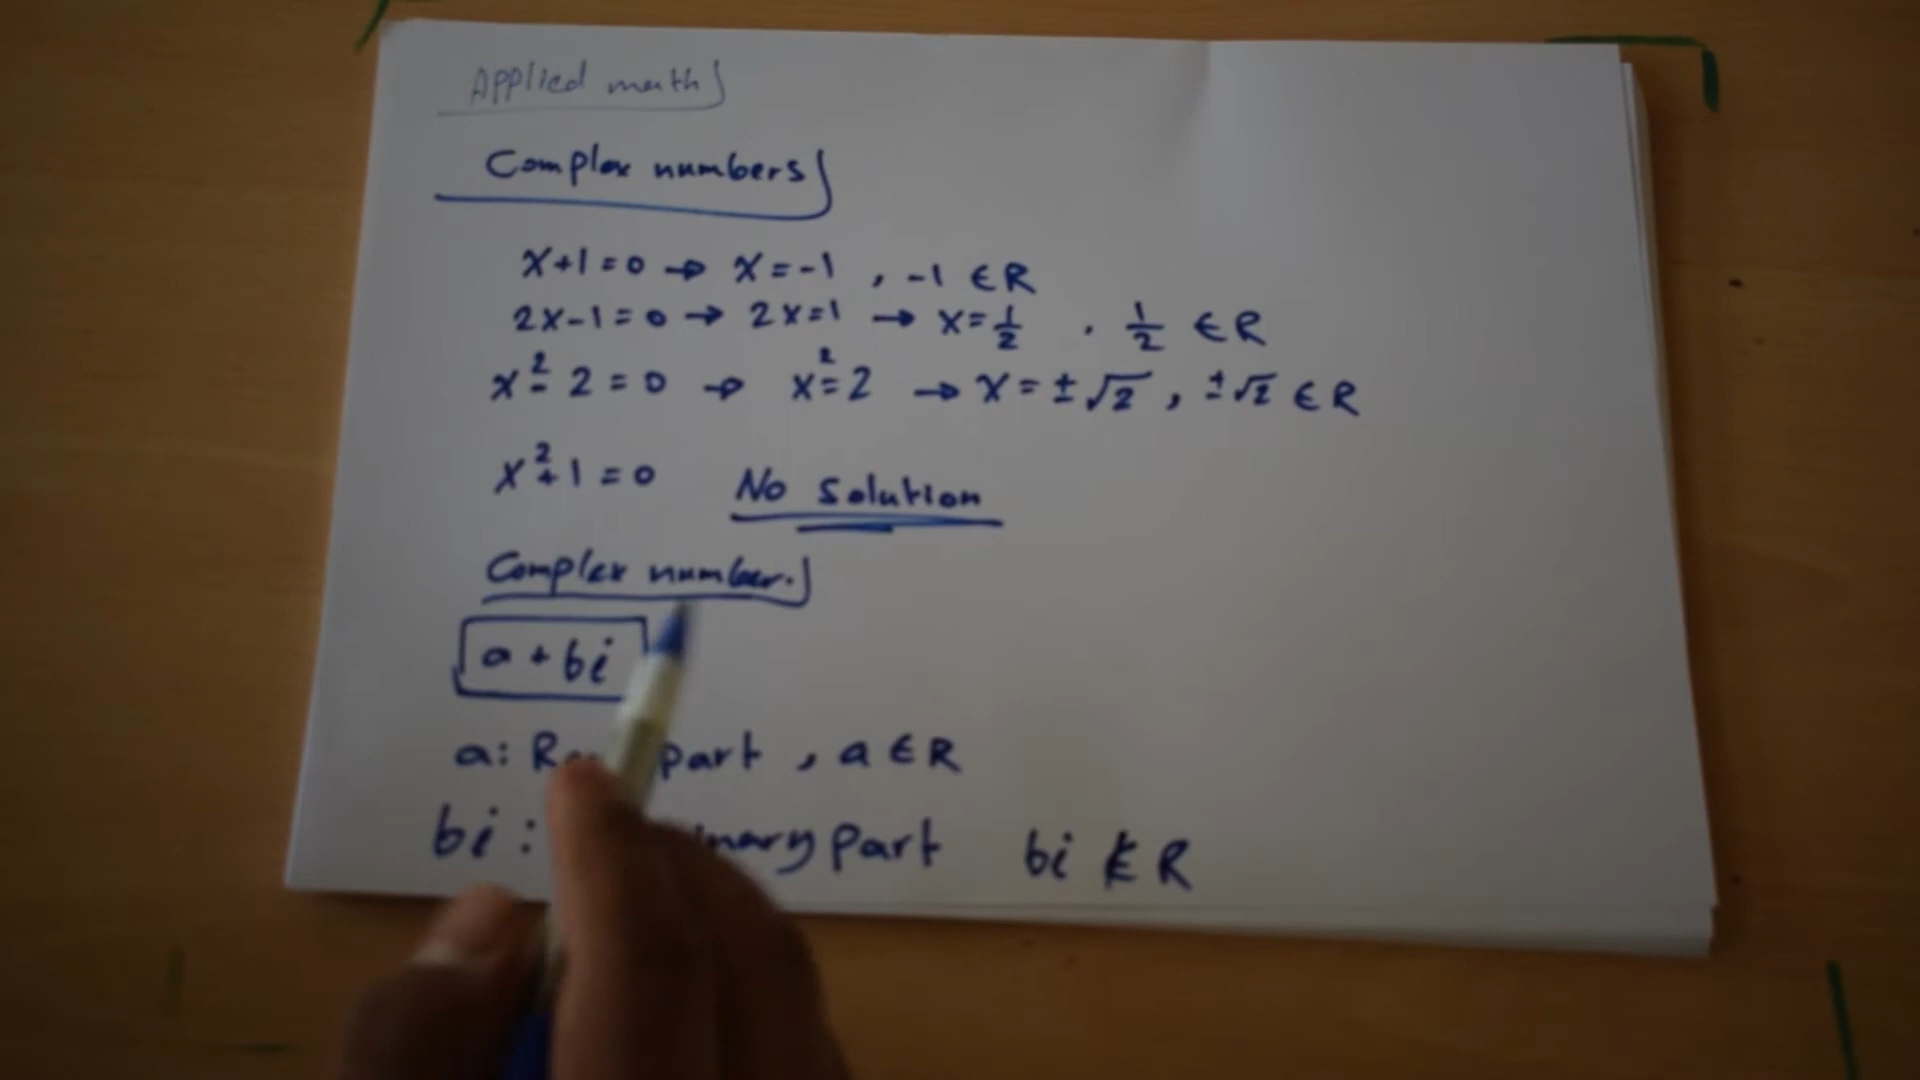 Applied math
Complex numbers
x+1=0 → x=-1 , -1 ∈ R
2x-1=0 → 2x=1 → x=1/2 . 1/2 ∈ R
x²-2=0 → x²=2 → x=±√2 , ±√2 ∈ R
x²+1=0 No solution
Complex number.
a + bi
a: part , a ∈ R
bi: part bi ∉ R